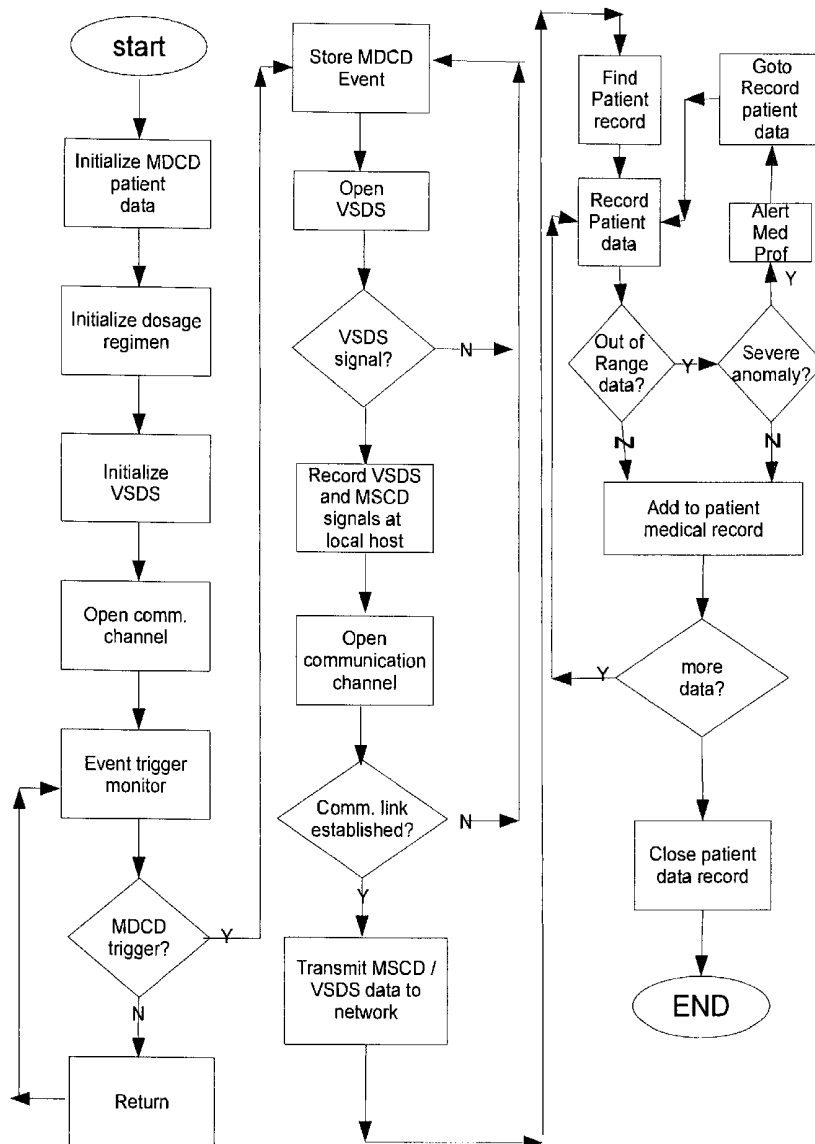 start
Initialize MDCD
patient
data
Initialize dosage
regimen
Initialize
VSDS
Open comm.
channel
Event trigger
monitor
MDCD
trigger?
Y
N
Return
Store MDCD
Event
Open
VSDS
VSDS
signal?
N
Record VSDS
and MSCD
signals at
local host
Open
communication
channel
Comm. link
established?
N
Y
Transmit MSCD /
VSDS data to
network
Find
Patient
record
Record
Patient
data
Out of
Range
data?
Y
N
Goto
Record
patient
data
Alert
Med
Prof
Y
Severe
anomaly?
N
Add to patient
medical record
more
data?
Y
Close patient
data record
END